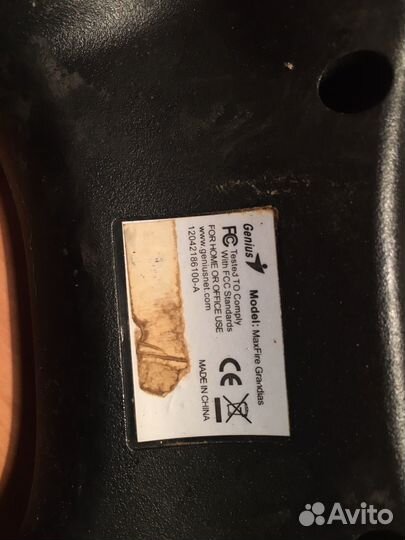 Genius
Model: MaxFire Grandias
FC Tested TO Comply
With FCC Standards
FOR HOME OR OFFICE USE
www.geniusnet.com
12042186100-A
CE
MADE IN CHINA
Avito